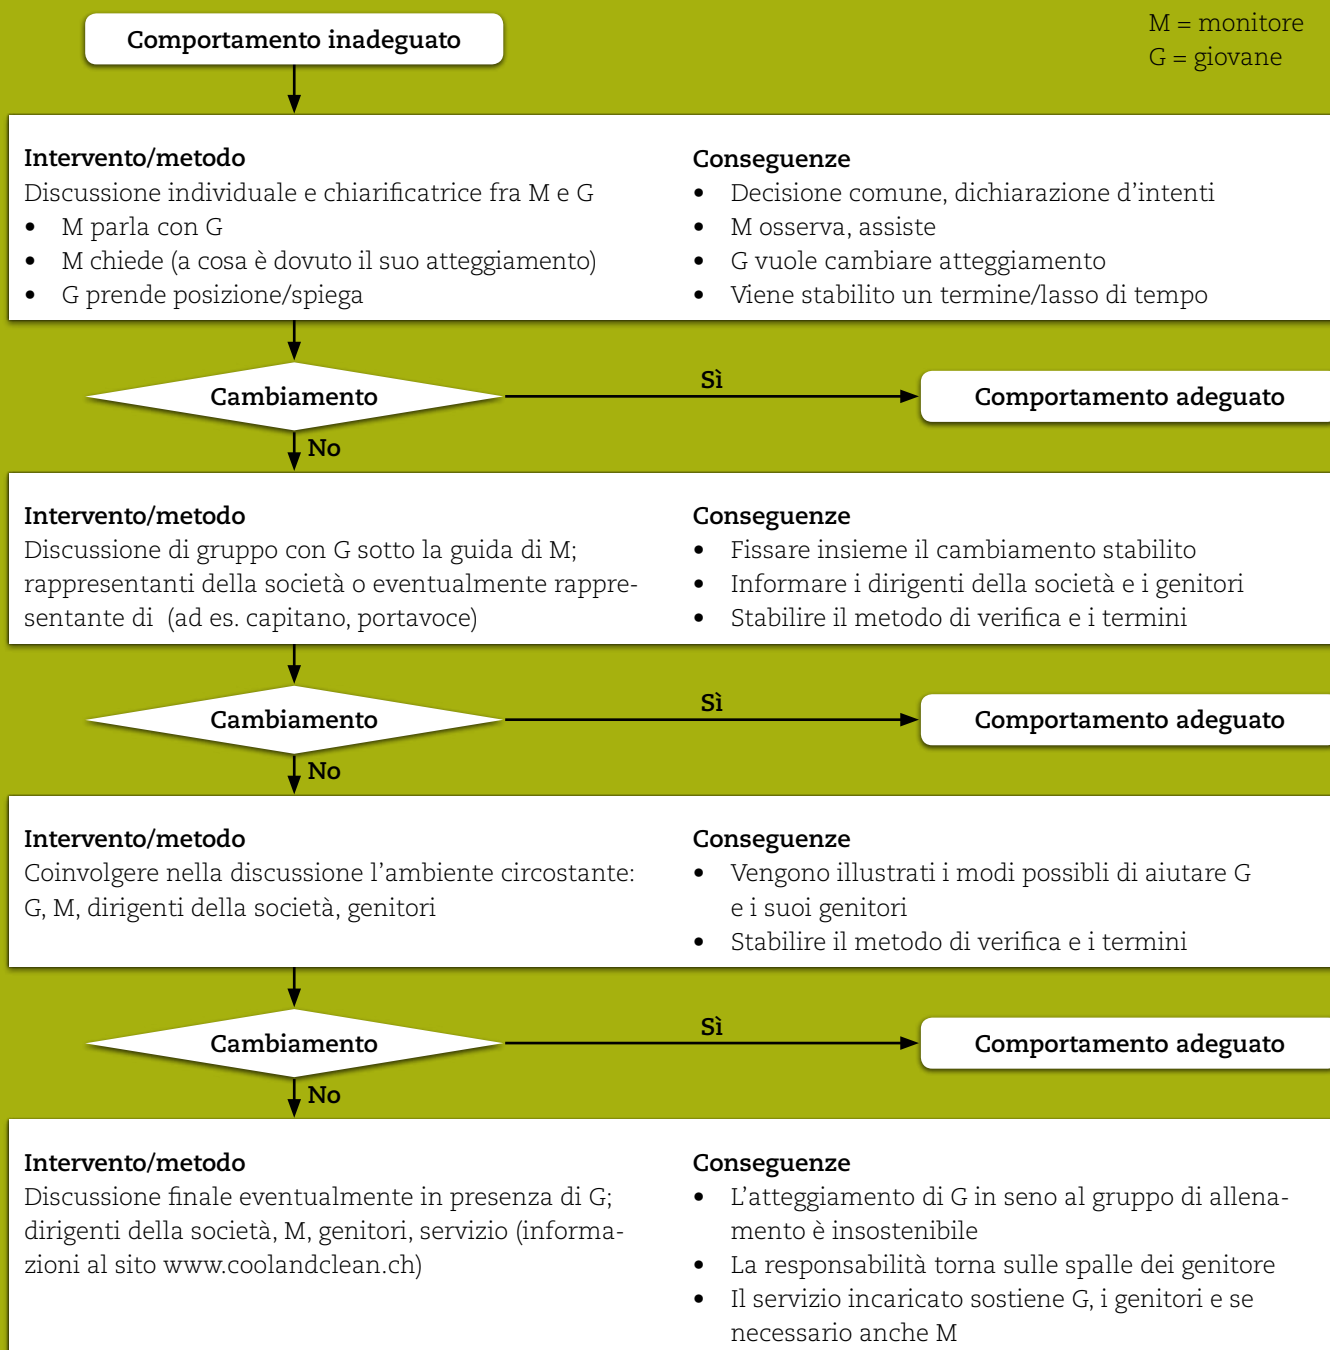 Comportamento inadeguato
M = monitore
G = giovane
Intervento/metodo
Discussione individuale e chiarificatrice fra M e G
• M parla con G
• M chiede (a cosa è dovuto il suo atteggiamento)
• G prende posizione/spiega
Conseguenze
• Decisione comune, dichiarazione d’intenti
• M osserva, assiste
• G vuole cambiare atteggiamento
• Viene stabilito un termine/lasso di tempo
Cambiamento
Sì
Comportamento adeguato
No
Intervento/metodo
Discussione di gruppo con G sotto la guida di M;
rappresentanti della società o eventualmente rappre-
sentante di (ad es. capitano, portavoce)
Conseguenze
• Fissare insieme il cambiamento stabilito
• Informare i dirigenti della società e i genitori
• Stabilire il metodo di verifica e i termini
Cambiamento
Sì
Comportamento adeguato
No
Intervento/metodo
Coinvolgere nella discussione l’ambiente circostante:
G, M, dirigenti della società, genitori
Conseguenze
• Vengono illustrati i modi possibli di aiutare G
e i suoi genitori
• Stabilire il metodo di verifica e i termini
Cambiamento
Sì
Comportamento adeguato
No
Intervento/metodo
Discussione finale eventualmente in presenza di G;
dirigenti della società, M, genitori, servizio (informa-
zioni al sito www.coolandclean.ch)
Conseguenze
• L’atteggiamento di G in seno al gruppo di allena-
mento è insostenibile
• La responsabilità torna sulle spalle dei genitore
• Il servizio incaricato sostiene G, i genitori e se
necessario anche M